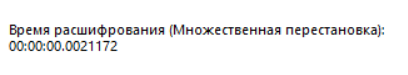 Время расшифрования (Множественная перестановка):
00:00:00.0021172